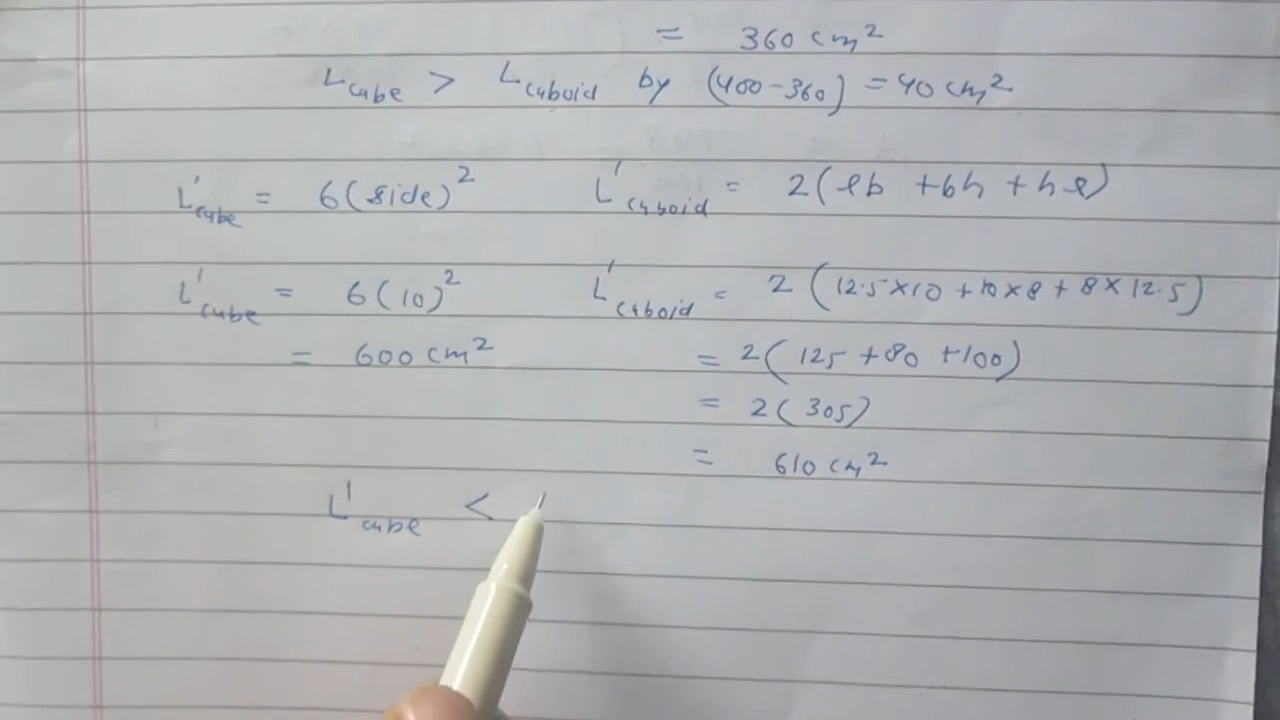 = 360 cm²
L cube > L cuboid by (400-360) = 40 cm²
L' cube = 6(side)² L' cuboid = 2(lb + bh + hl)
L' cube = 6(10)² L' cuboid = 2(12.5×10 + 10×8 + 8×12.5)
= 600 cm² = 2(125 + 80 + 100)
= 2(305)
= 610 cm²
L' cube <